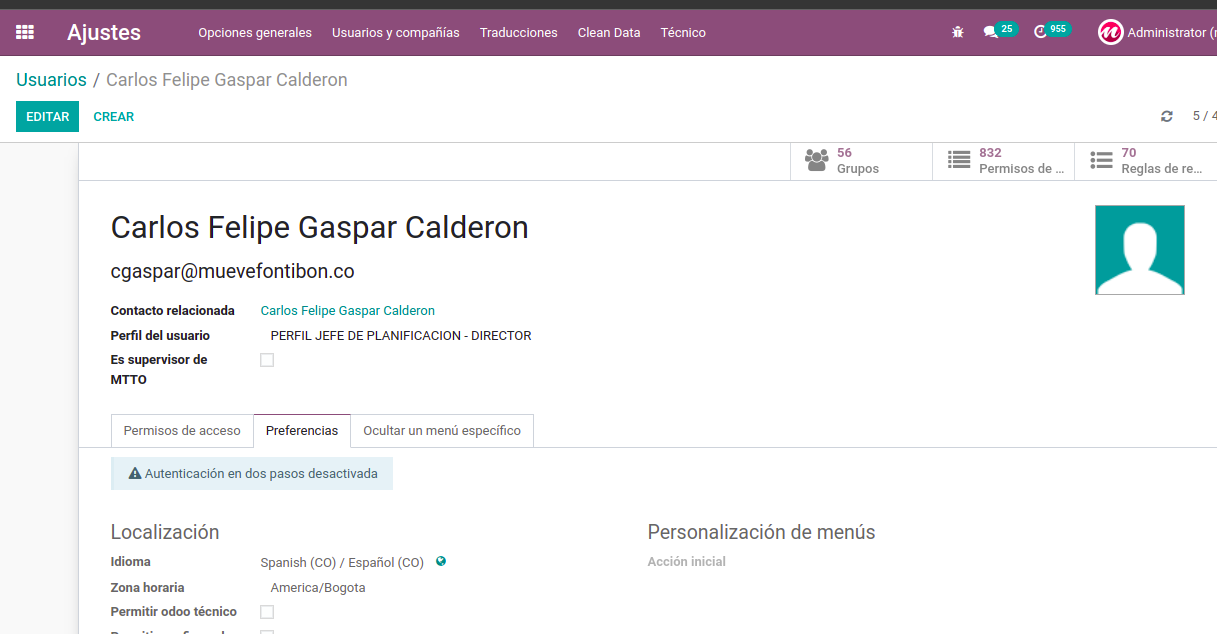 Ajustes Opciones generales Usuarios y compañías Traducciones Clean Data Técnico 25 955 Administrator (
Usuarios / Carlos Felipe Gaspar Calderon
EDITAR CREAR 5 / 4
56 Grupos 832 Permisos de ... 70 Reglas de re...
Carlos Felipe Gaspar Calderon
cgaspar@muevefontibon.co
Contacto relacionada Carlos Felipe Gaspar Calderon
Perfil del usuario PERFIL JEFE DE PLANIFICACION - DIRECTOR
Es supervisor de
MTTO
Permisos de acceso Preferencias Ocultar un menú específico
Autenticación en dos pasos desactivada
Localización Personalización de menús
Idioma Spanish (CO) / Español (CO) Acción inicial
Zona horaria America/Bogota
Permitir odoo técnico